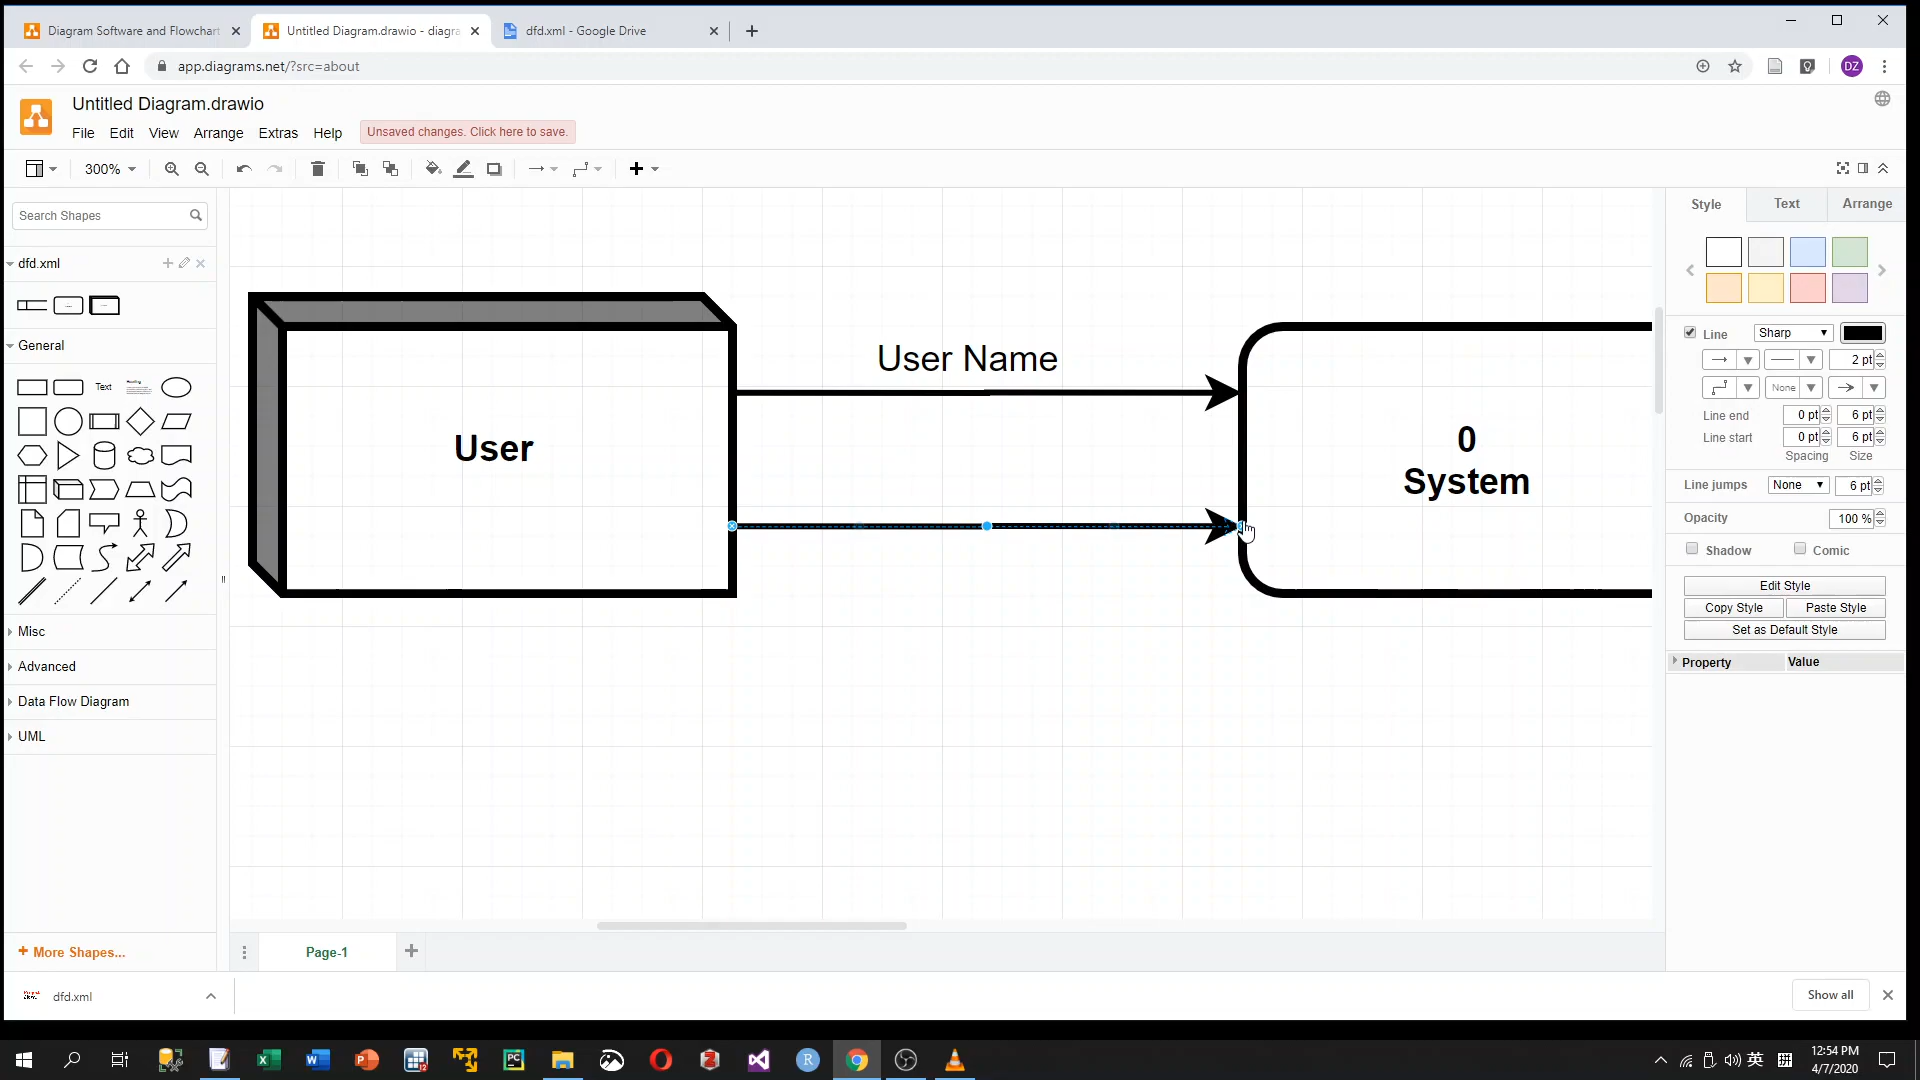 Diagram Software and Flowchart
Untitled Diagram.drawio - diagra
dfd.xml - Google Drive
app.diagrams.net/?src=about
DZ
Untitled Diagram.drawio
File Edit View Arrange Extras Help
Unsaved changes. Click here to save.
300%
Search Shapes
dfd.xml
General
Text
Heading
Misc
Advanced
Data Flow Diagram
UML
+ More Shapes...
User
User Name
0
System
Style Text Arrange
Line Sharp
2 pt
None
Line end 0 pt 6 pt
Line start 0 pt 6 pt
Spacing Size
Line jumps None 6 pt
Opacity 100 %
Shadow Comic
Edit Style
Copy Style Paste Style
Set as Default Style
Property Value
Page-1
dfd.xml
Show all
英 拼
12:54 PM
4/7/2020